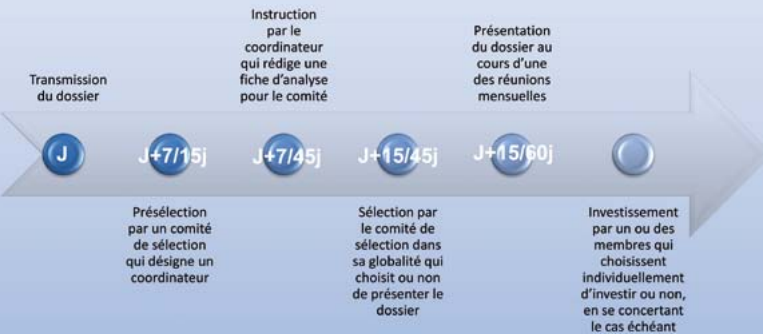 Transmission
du dossier
J
J+7/15j
Présélection
par un comité
de sélection
qui désigne un
coordinateur
Instruction
par le
coordinateur
qui rédige une
fiche d'analyse
pour le comité
J+7/45j
J+15/45j
Sélection par
le comité de
sélection dans
sa globalité qui
choisit ou non
de présenter le
dossier
Présentation
du dossier au
cours d'une
des réunions
mensuelles
J+15/60j
Investissement
par un ou des
membres qui
choisissent
individuellement
d'investir ou non,
en se concertant
le cas échéant